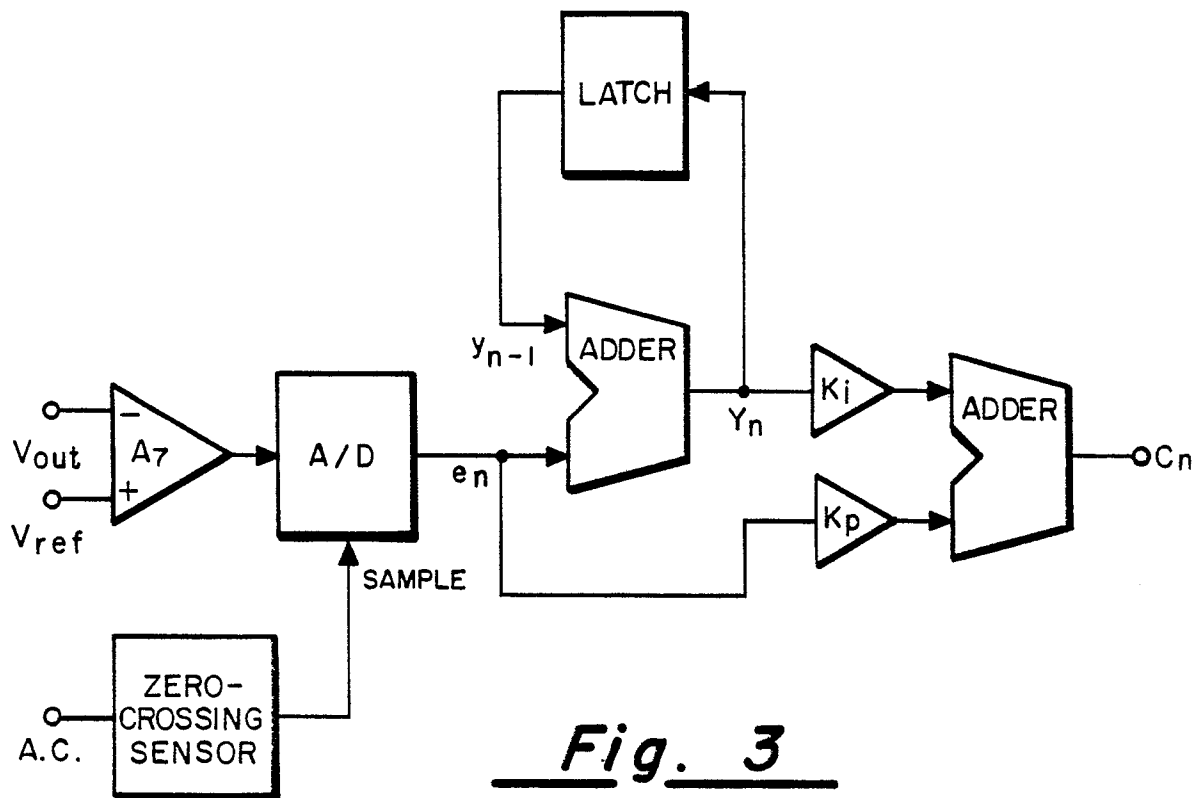 LATCH
yn-1
ADDER
Yn
Ki
ADDER
Cn
−
Vout
A7
+
Vref
A/D
en
Kp
SAMPLE
ZERO-
CROSSING
SENSOR
A.C.
Fig. 3